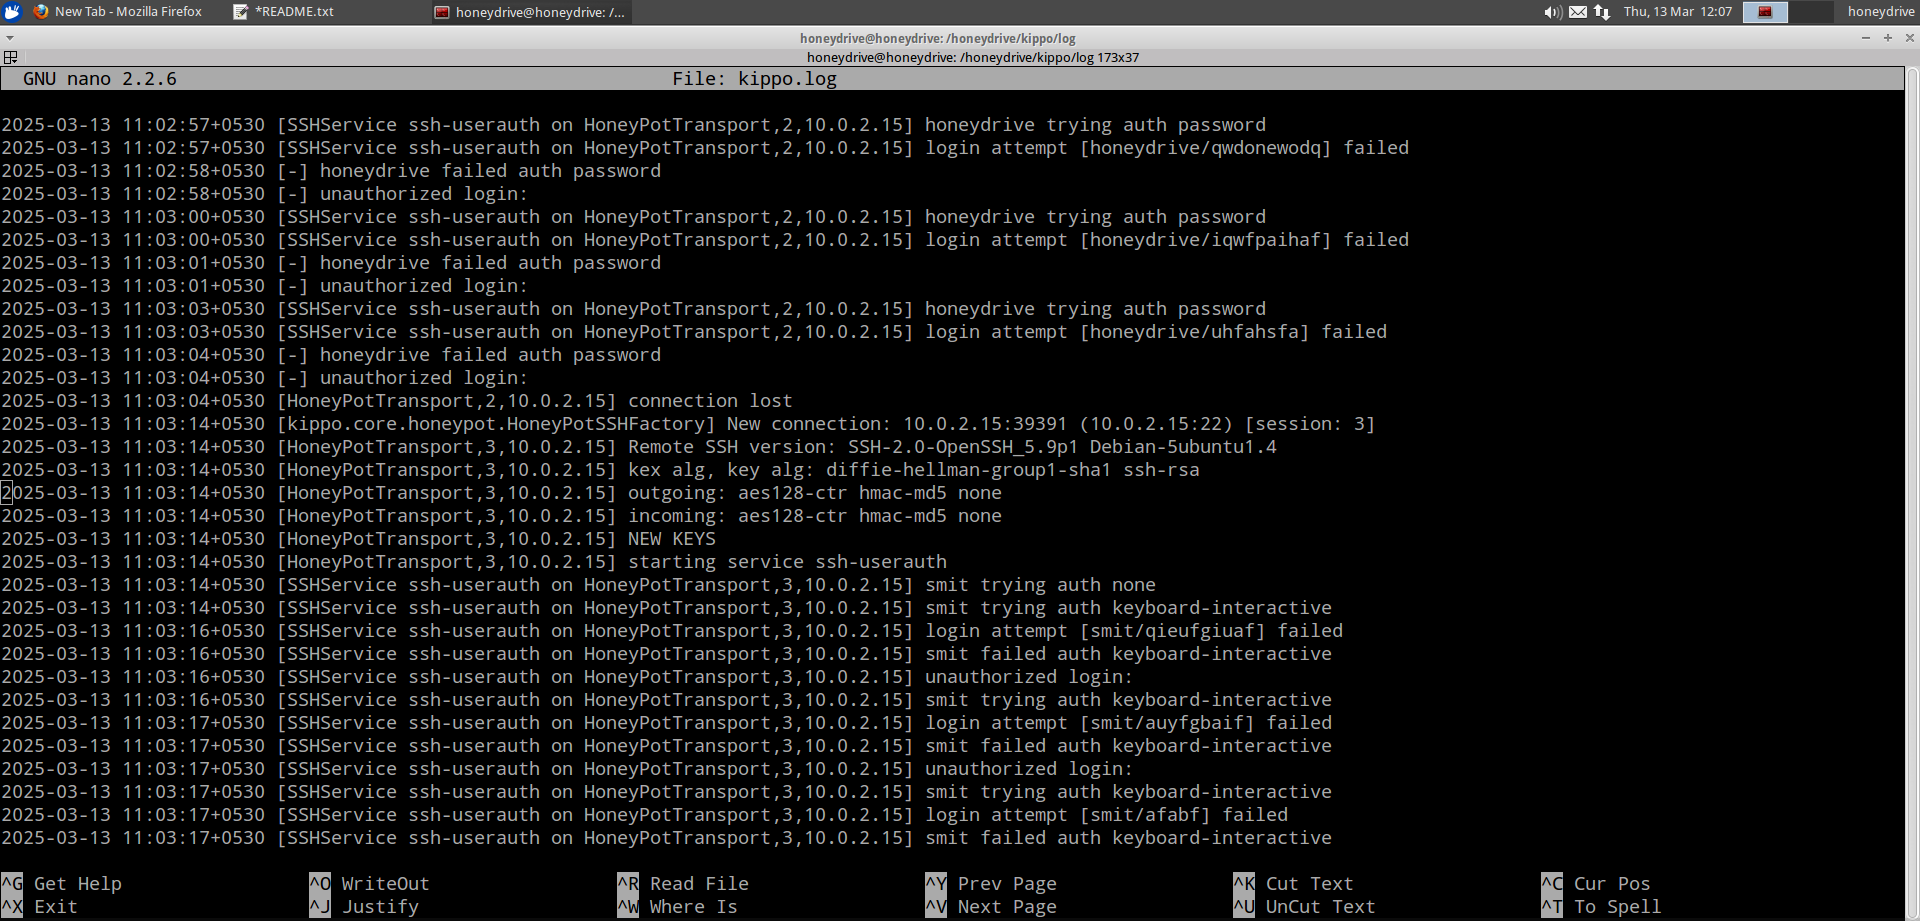 New Tab - Mozilla Firefox *README.txt honeydrive@honeydrive: /... Thu, 13 Mar 12:07 honeydrive
honeydrive@honeydrive: /honeydrive/kippo/log
honeydrive@honeydrive: /honeydrive/kippo/log 173x37
GNU nano 2.2.6 File: kippo.log
2025-03-13 11:02:57+0530 [SSHService ssh-userauth on HoneyPotTransport,2,10.0.2.15] honeydrive trying auth password
2025-03-13 11:02:57+0530 [SSHService ssh-userauth on HoneyPotTransport,2,10.0.2.15] login attempt [honeydrive/qwdonewodq] failed
2025-03-13 11:02:58+0530 [-] honeydrive failed auth password
2025-03-13 11:02:58+0530 [-] unauthorized login:
2025-03-13 11:03:00+0530 [SSHService ssh-userauth on HoneyPotTransport,2,10.0.2.15] honeydrive trying auth password
2025-03-13 11:03:00+0530 [SSHService ssh-userauth on HoneyPotTransport,2,10.0.2.15] login attempt [honeydrive/iqwfpaihaf] failed
2025-03-13 11:03:01+0530 [-] honeydrive failed auth password
2025-03-13 11:03:01+0530 [-] unauthorized login:
2025-03-13 11:03:03+0530 [SSHService ssh-userauth on HoneyPotTransport,2,10.0.2.15] honeydrive trying auth password
2025-03-13 11:03:03+0530 [SSHService ssh-userauth on HoneyPotTransport,2,10.0.2.15] login attempt [honeydrive/uhfahsfa] failed
2025-03-13 11:03:04+0530 [-] honeydrive failed auth password
2025-03-13 11:03:04+0530 [-] unauthorized login:
2025-03-13 11:03:04+0530 [HoneyPotTransport,2,10.0.2.15] connection lost
2025-03-13 11:03:14+0530 [kippo.core.honeypot.HoneyPotSSHFactory] New connection: 10.0.2.15:39391 (10.0.2.15:22) [session: 3]
2025-03-13 11:03:14+0530 [HoneyPotTransport,3,10.0.2.15] Remote SSH version: SSH-2.0-OpenSSH_5.9p1 Debian-5ubuntu1.4
2025-03-13 11:03:14+0530 [HoneyPotTransport,3,10.0.2.15] kex alg, key alg: diffie-hellman-group1-sha1 ssh-rsa
2025-03-13 11:03:14+0530 [HoneyPotTransport,3,10.0.2.15] outgoing: aes128-ctr hmac-md5 none
2025-03-13 11:03:14+0530 [HoneyPotTransport,3,10.0.2.15] incoming: aes128-ctr hmac-md5 none
2025-03-13 11:03:14+0530 [HoneyPotTransport,3,10.0.2.15] NEW KEYS
2025-03-13 11:03:14+0530 [HoneyPotTransport,3,10.0.2.15] starting service ssh-userauth
2025-03-13 11:03:14+0530 [SSHService ssh-userauth on HoneyPotTransport,3,10.0.2.15] smit trying auth none
2025-03-13 11:03:14+0530 [SSHService ssh-userauth on HoneyPotTransport,3,10.0.2.15] smit trying auth keyboard-interactive
2025-03-13 11:03:16+0530 [SSHService ssh-userauth on HoneyPotTransport,3,10.0.2.15] login attempt [smit/qieufgiuaf] failed
2025-03-13 11:03:16+0530 [SSHService ssh-userauth on HoneyPotTransport,3,10.0.2.15] smit failed auth keyboard-interactive
2025-03-13 11:03:16+0530 [SSHService ssh-userauth on HoneyPotTransport,3,10.0.2.15] unauthorized login:
2025-03-13 11:03:16+0530 [SSHService ssh-userauth on HoneyPotTransport,3,10.0.2.15] smit trying auth keyboard-interactive
2025-03-13 11:03:17+0530 [SSHService ssh-userauth on HoneyPotTransport,3,10.0.2.15] login attempt [smit/auyfgbaif] failed
2025-03-13 11:03:17+0530 [SSHService ssh-userauth on HoneyPotTransport,3,10.0.2.15] smit failed auth keyboard-interactive
2025-03-13 11:03:17+0530 [SSHService ssh-userauth on HoneyPotTransport,3,10.0.2.15] unauthorized login:
2025-03-13 11:03:17+0530 [SSHService ssh-userauth on HoneyPotTransport,3,10.0.2.15] smit trying auth keyboard-interactive
2025-03-13 11:03:17+0530 [SSHService ssh-userauth on HoneyPotTransport,3,10.0.2.15] login attempt [smit/afabf] failed
2025-03-13 11:03:17+0530 [SSHService ssh-userauth on HoneyPotTransport,3,10.0.2.15] smit failed auth keyboard-interactive
^G Get Help ^O WriteOut ^R Read File ^Y Prev Page ^K Cut Text ^C Cur Pos
^X Exit ^J Justify ^W Where Is ^V Next Page ^U UnCut Text ^T To Spell